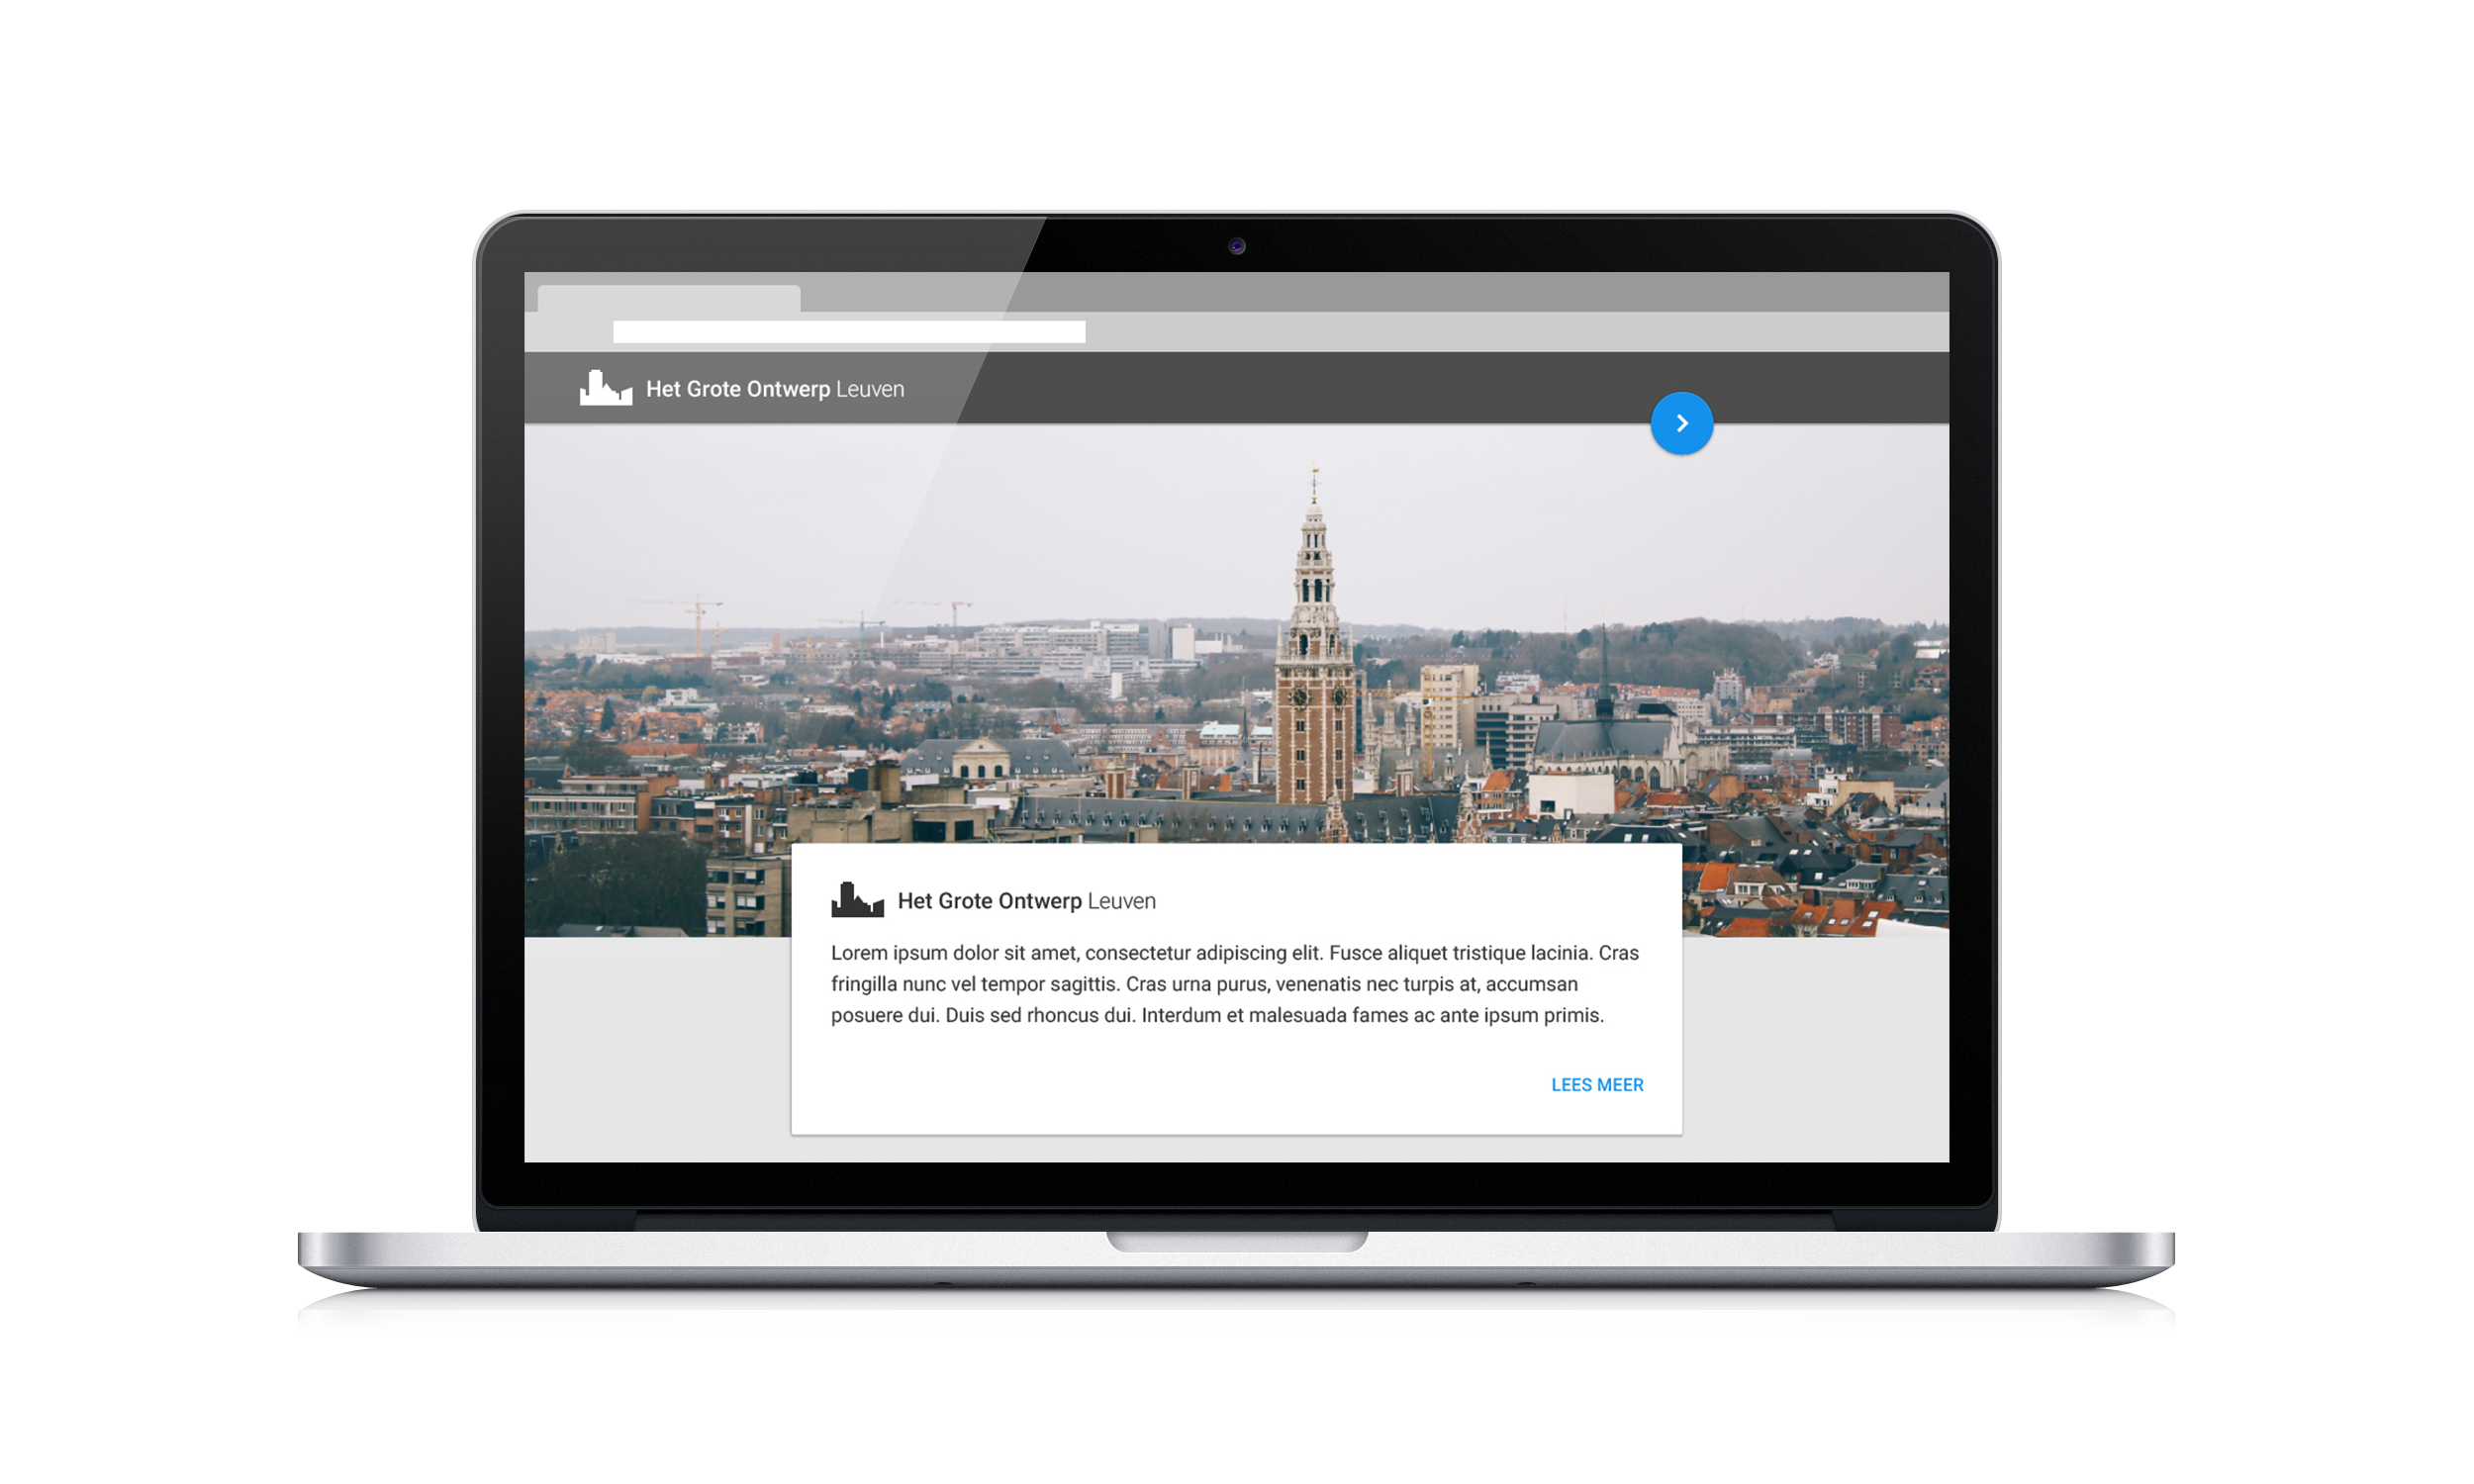 Het Grote Ontwerp Leuven
Het Grote Ontwerp Leuven
Lorem ipsum dolor sit amet, consectetur adipiscing elit. Fusce aliquet tristique lacinia. Cras
fringilla nunc vel tempor sagittis. Cras urna purus, venenatis nec turpis at, accumsan
posuere dui. Duis sed rhoncus dui. Interdum et malesuada fames ac ante ipsum primis.
LEES MEER